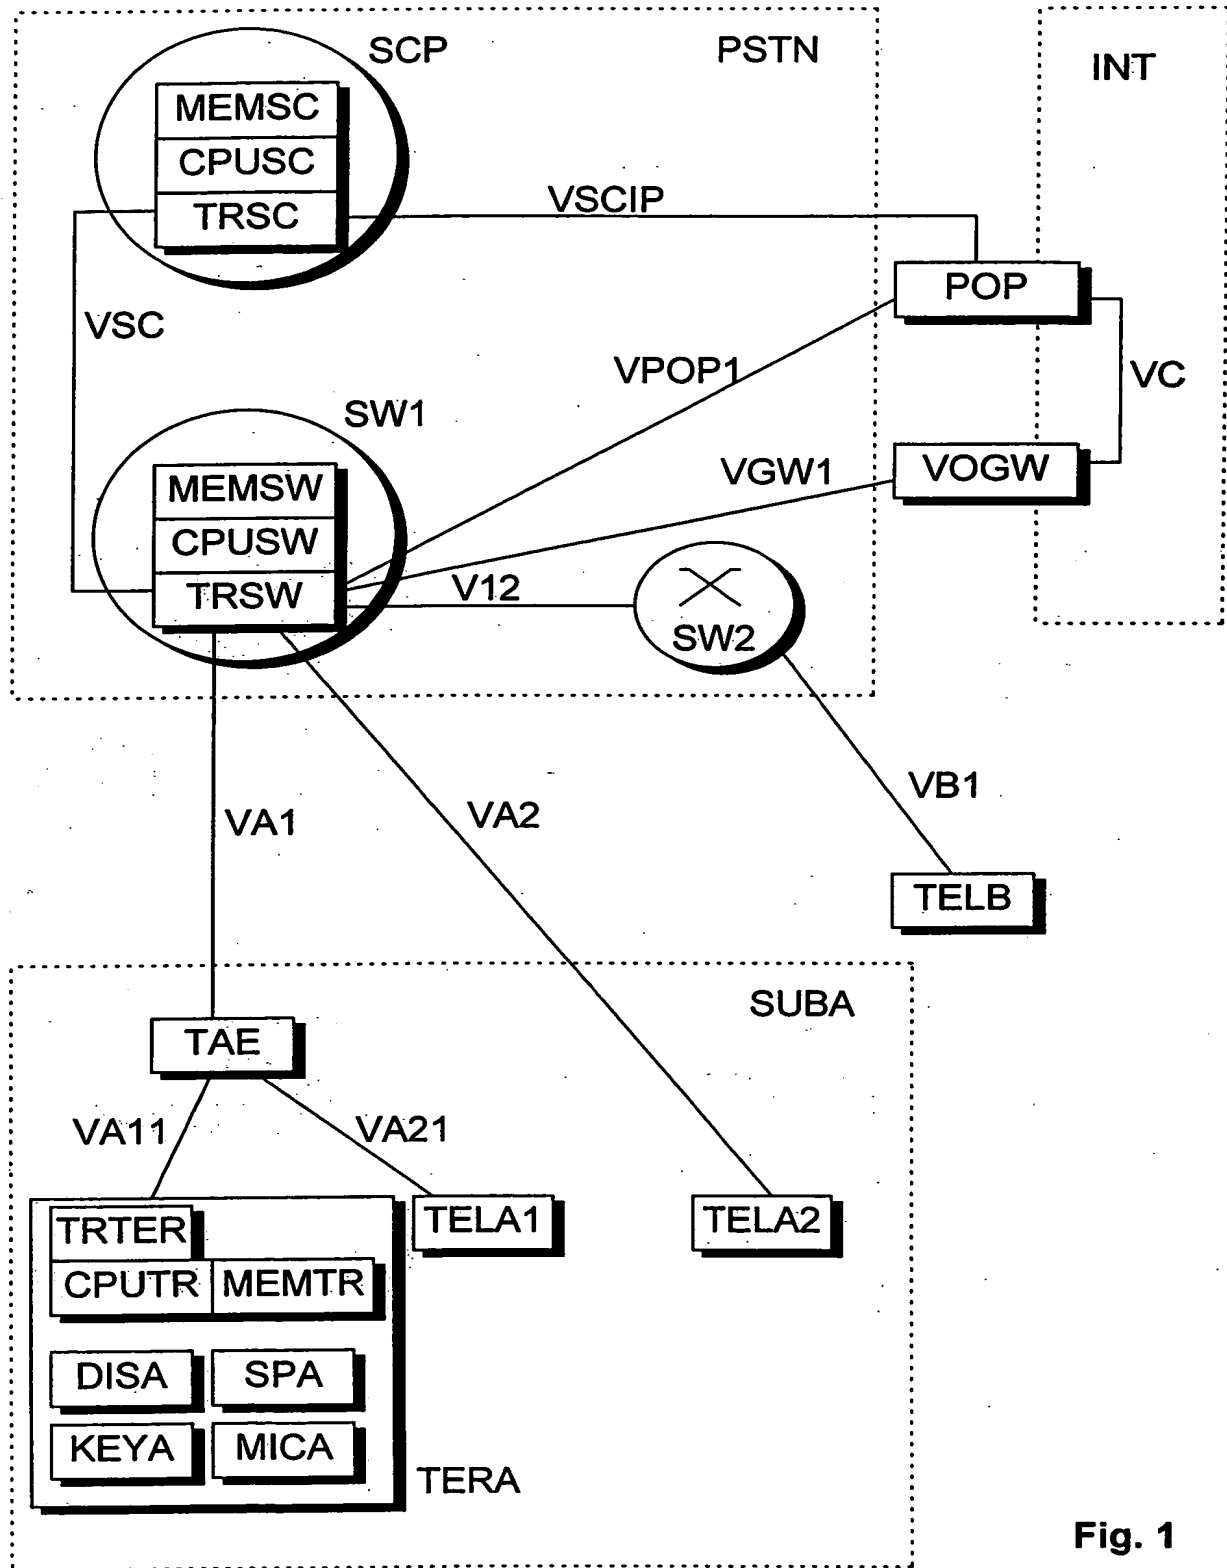 SCP
PSTN
INT
MEMSC
CPUSC
TRSC
VSCIP
POP
VSC
VPOP1
VC
SW1
MEMSW
CPUSW
TRSW
VGW1
VOGW
V12
SW2
VA1
VA2
VB1
TELB
SUBA
TAE
VA11
VA21
TRTER
TELA1
TELA2
CPUTR
MEMTR
DISA
SPA
KEYA
MICA
TERA
Fig. 1